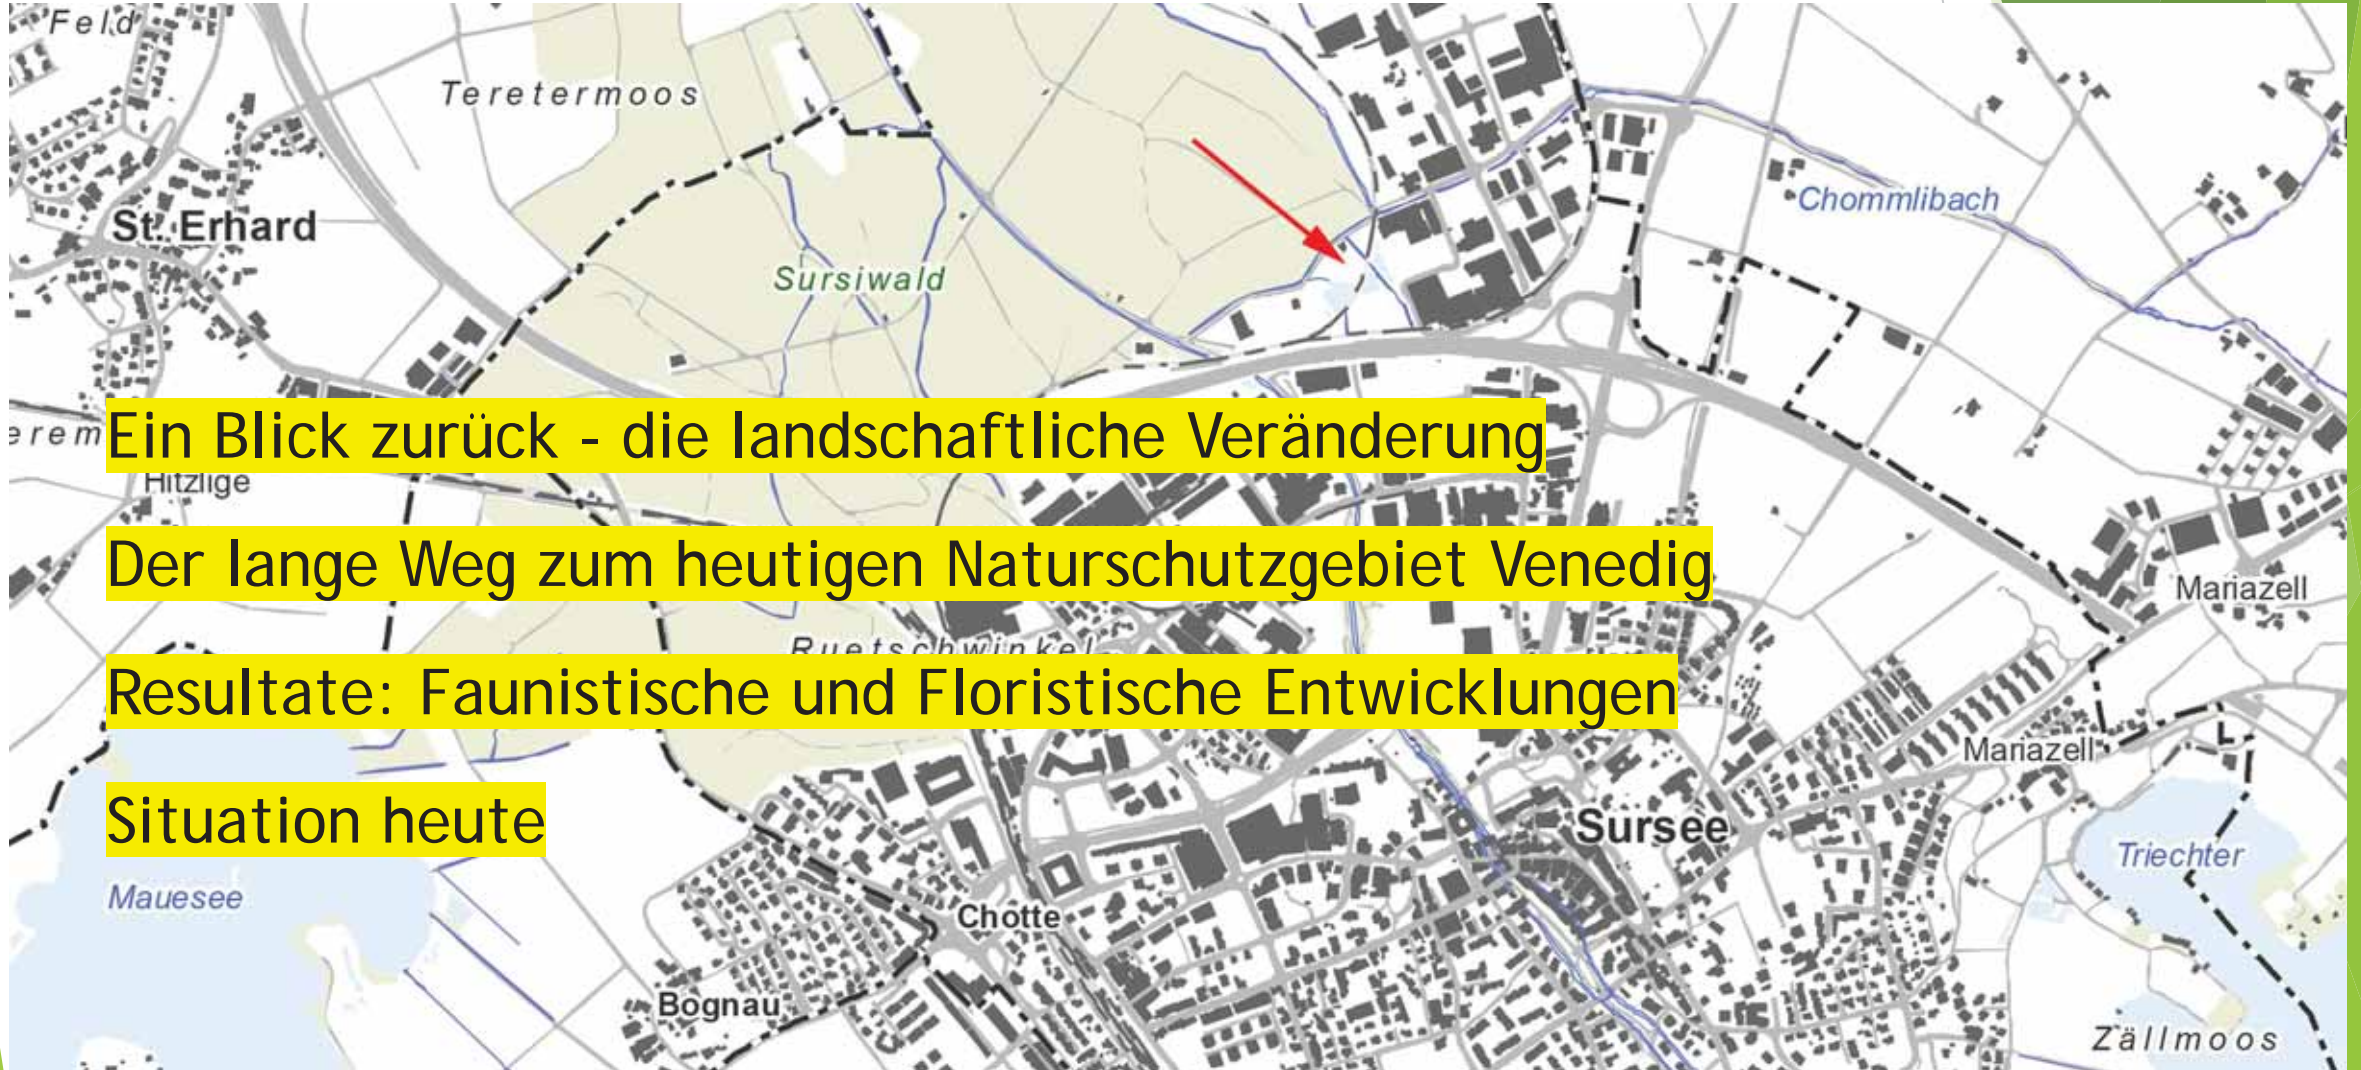 Feld
Teretermoos
St. Erhard
Chommlibach
Sursiwald
Ein Blick zurück - die landschaftliche Veränderung
Hitzlige
Der lange Weg zum heutigen Naturschutzgebiet Venedig
Mariazell
Ruetschwinkel
Resultate: Faunistische und Floristische Entwicklungen
Mariazell
Situation heute
Sursee
Triechter
Mauesee
Chotte
Bognau
Zällmoos